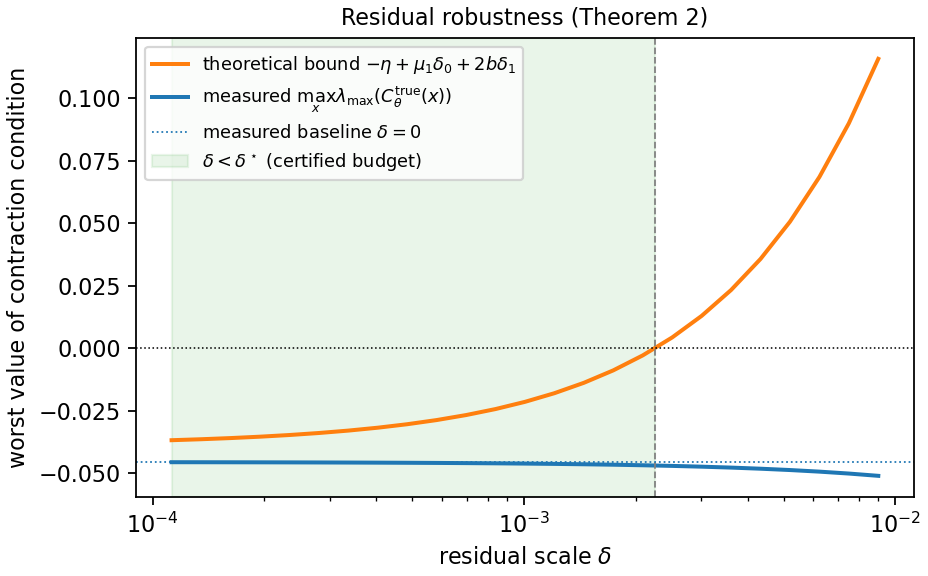 Residual robustness (Theorem 2)
theoretical bound −η + μ₁δ₀ + 2bδ₁
measured max_x λ_max(C_θ^true(x))
measured baseline δ = 0
δ < δ⋆ (certified budget)
worst value of contraction condition
0.100
0.075
0.050
0.025
0.000
−0.025
−0.050
10⁻⁴
10⁻³
10⁻²
residual scale δ